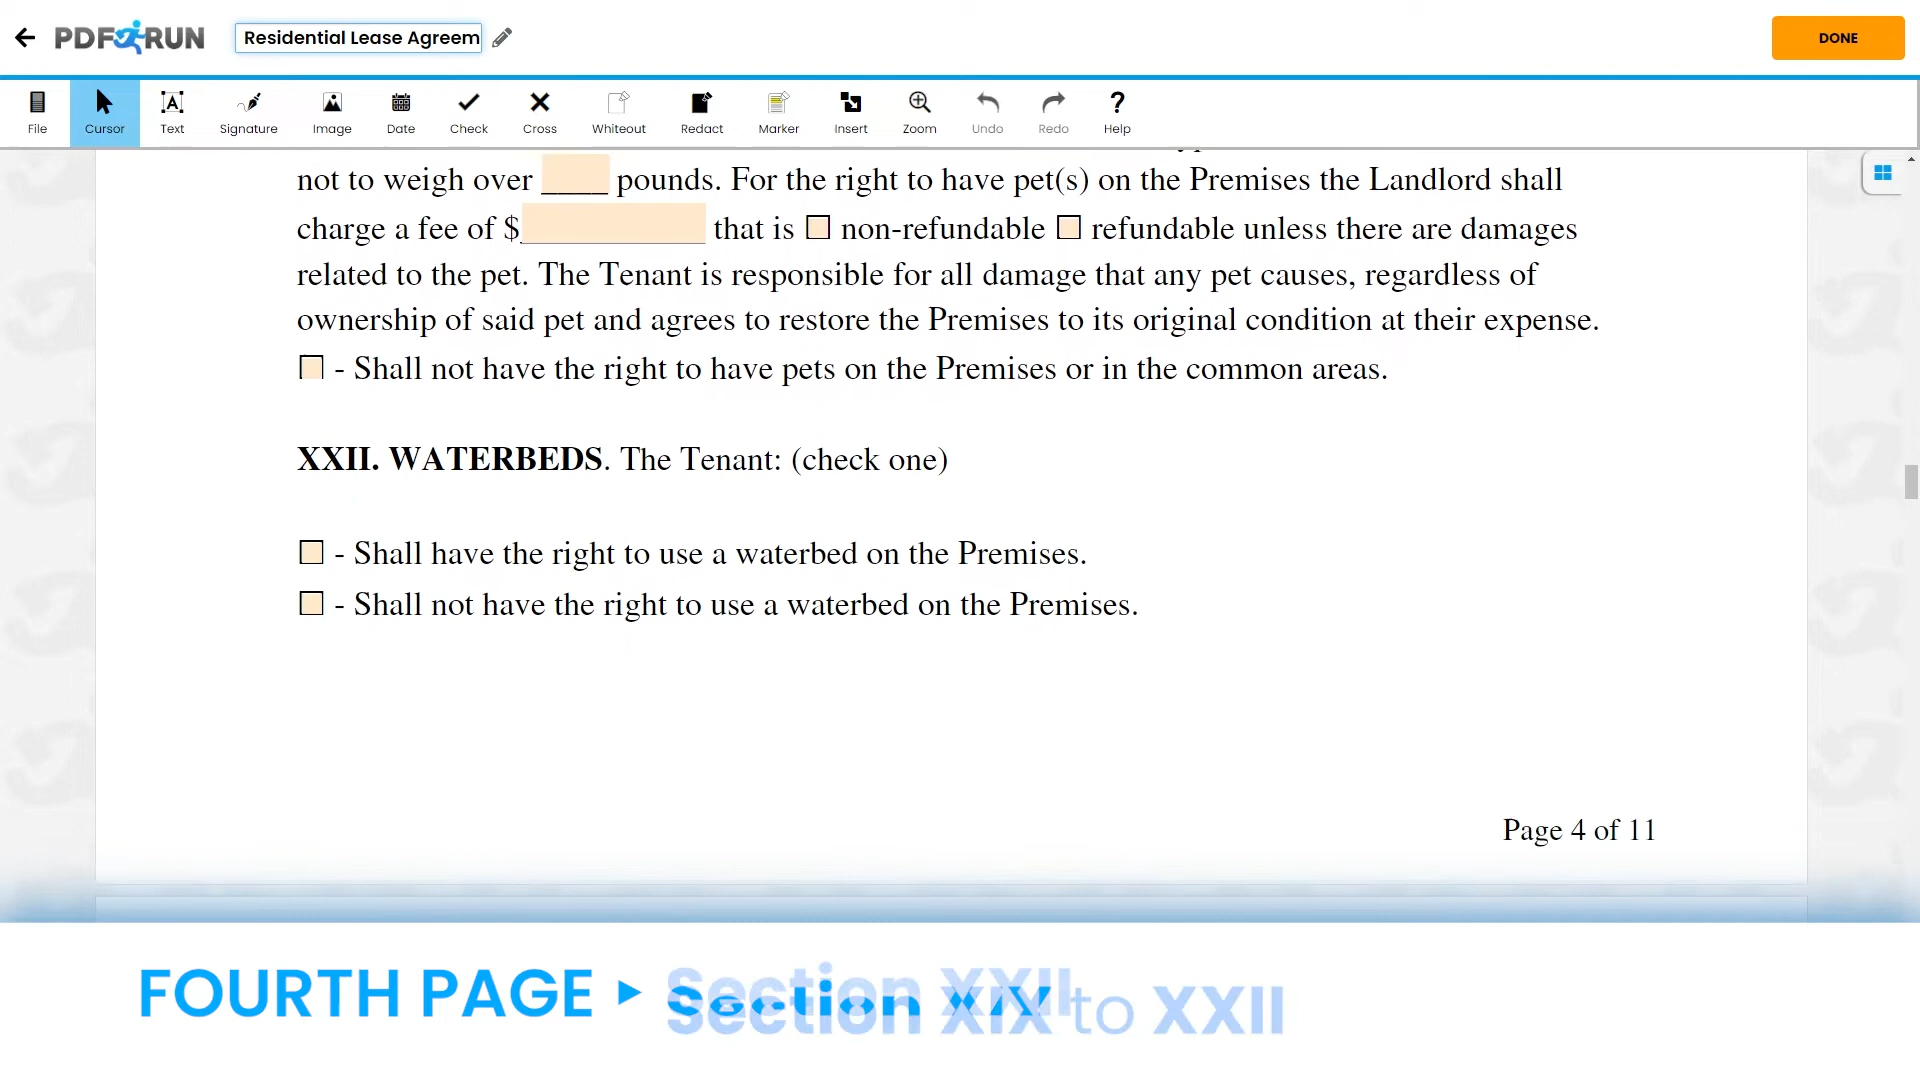 PDF RUN
Residential Lease Agreem
DONE
File Cursor Text Signature Image Date Check Cross Whiteout Redact Marker Insert Zoom Undo Redo Help
not to weigh over ____ pounds. For the right to have pet(s) on the Premises the Landlord shall
charge a fee of $ that is non-refundable refundable unless there are damages
related to the pet. The Tenant is responsible for all damage that any pet causes, regardless of
ownership of said pet and agrees to restore the Premises to its original condition at their expense.
- Shall not have the right to have pets on the Premises or in the common areas.
XXII. WATERBEDS. The Tenant: (check one)
- Shall have the right to use a waterbed on the Premises.
- Shall not have the right to use a waterbed on the Premises.
Page 4 of 11
FOURTH PAGE ▸ Section to XXII